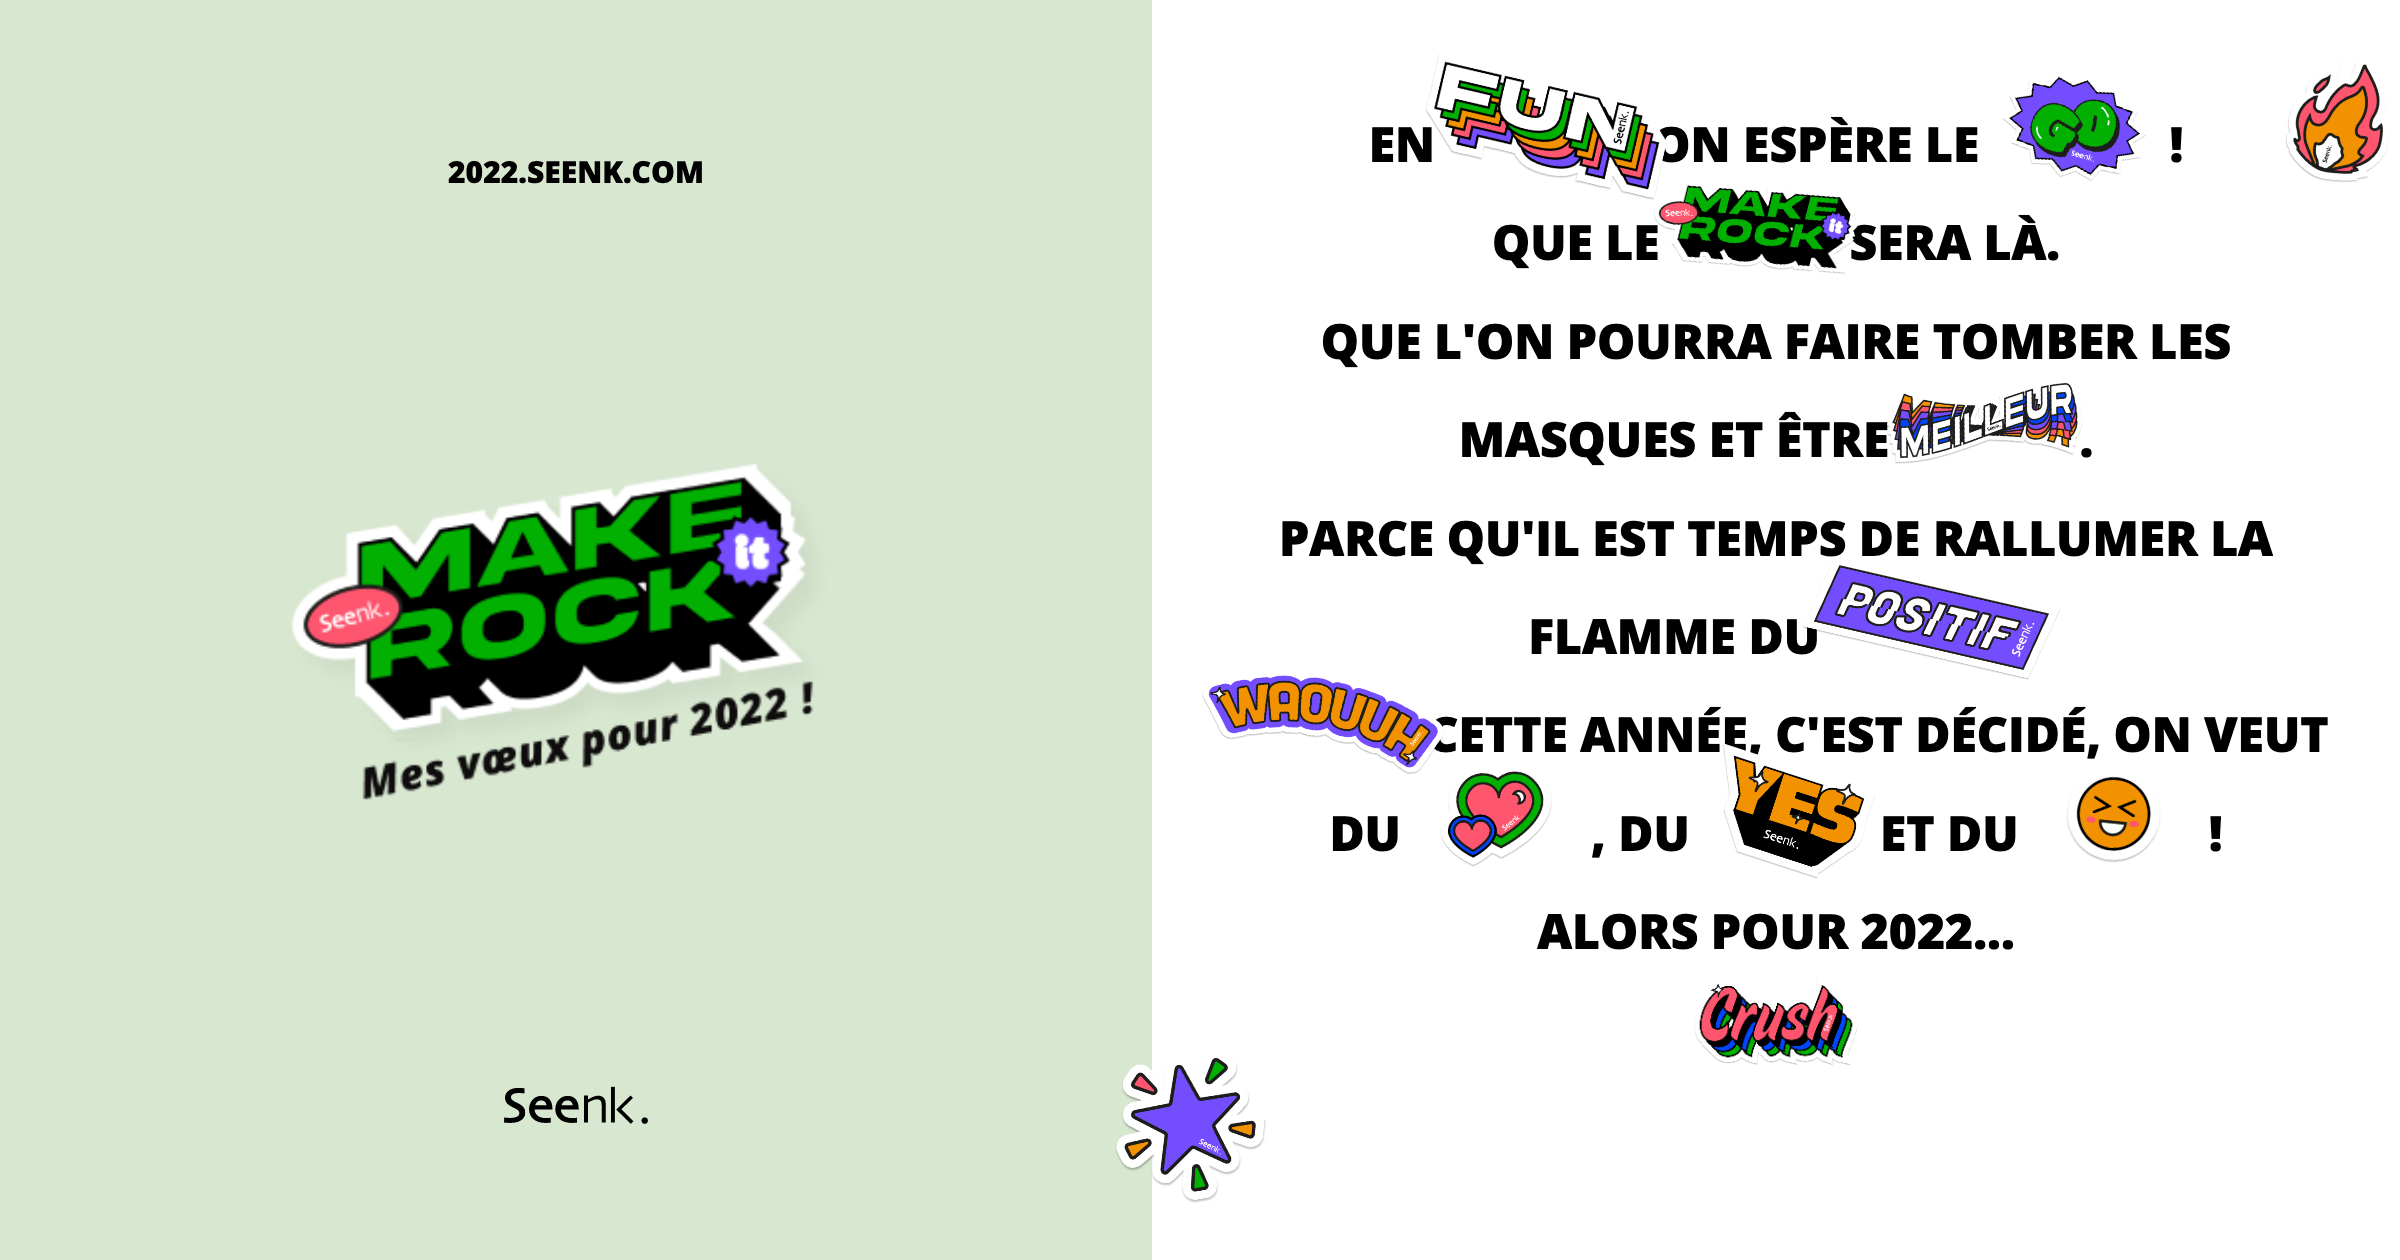 2022.SEENK.COM
MAKE it
ROCK
Seenk.
Mes vœux pour 2022 !
Seenk.
EN FUN ON ESPÈRE LE GO !
QUE LE MAKE it ROCK SERA LÀ.
QUE L'ON POURRA FAIRE TOMBER LES
MASQUES ET ÊTRE MEILLEUR.
PARCE QU'IL EST TEMPS DE RALLUMER LA
FLAMME DU POSITIF
WAOUUH CETTE ANNÉE, C'EST DÉCIDÉ, ON VEUT
DU , DU YES ET DU !
ALORS POUR 2022...
Crush